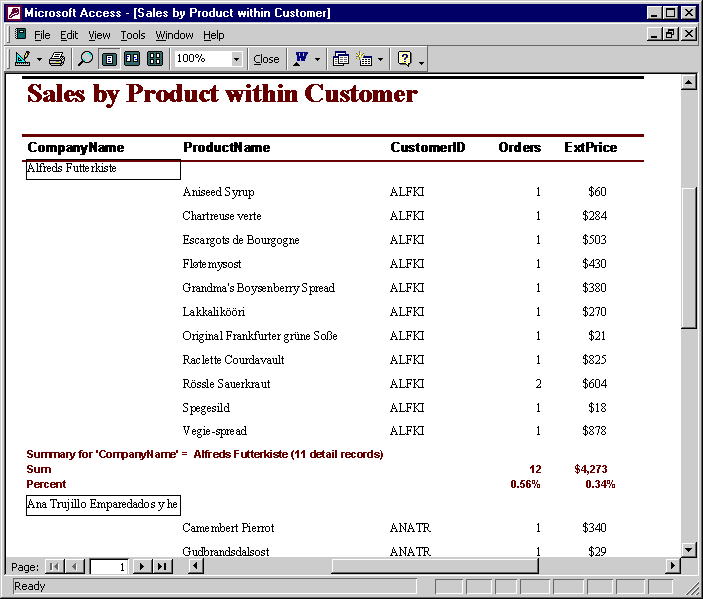 Microsoft Access - [Sales by Product within Customer]
File Edit View Tools Window Help
100% Close W
Sales by Product within Customer
CompanyName ProductName CustomerID Orders ExtPrice
Alfreds Futterkiste
Aniseed Syrup ALFKI 1 $60
Chartreuse verte ALFKI 1 $284
Escargots de Bourgogne ALFKI 1 $503
Fløtemysost ALFKI 1 $430
Grandma's Boysenberry Spread ALFKI 1 $380
Lakkalikööri ALFKI 1 $270
Original Frankfurter grüne Soße ALFKI 1 $21
Raclette Courdavault ALFKI 1 $825
Rössle Sauerkraut ALFKI 2 $604
Spegesild ALFKI 1 $18
Vegie-spread ALFKI 1 $878
Summary for 'CompanyName' = Alfreds Futterkiste (11 detail records)
Sum 12 $4,273
Percent 0.56% 0.34%
Ana Trujillo Emparedados y he
Camembert Pierrot ANATR 1 $340
Gudbrandsdalsost ANATR 1 $29
Page: 1
Ready